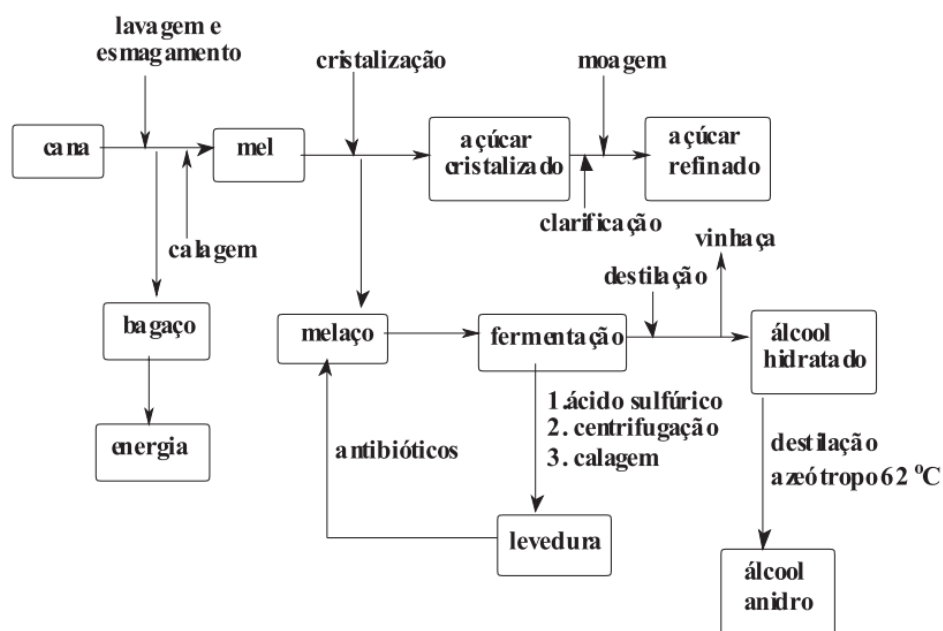 lavagem e
esmagamento
cristalização
moagem
cana
mel
açúcar
cristalizado
açúcar
refinado
calagem
clarificação
vinhaça
destilação
bagaço
melaço
fermentação
álcool
hidratado
energia
antibióticos
1.ácido sulfúrico
2. centrifugação
3. calagem
destilação
azeótropo 62 ºC
levedura
álcool
anidro